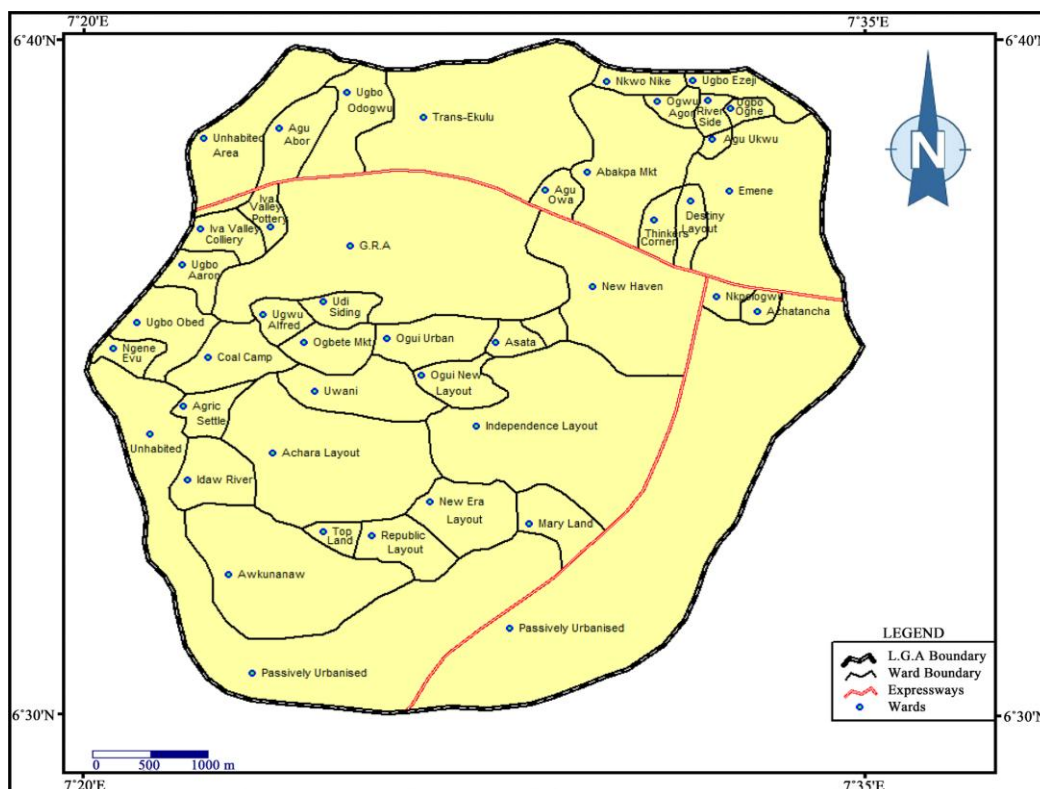 7°20'E
7°35'E
6°40'N
6°40'N
Nkwo Nike
Ugbo Ezeji
Ugbo
Odogwu
Ogwu
Agor
River
Side
Ugbo
Oghe
Trans-Ekulu
Agu
Abor
Unhabited
Area
Agu Ukwu
Abakpa Mkt
Agu
Owa
Emene
Iva
Valley
Pottery
Destiny
Layout
Thinkers
Corner
Iva Valley
Colliery
G.R.A
Ugbo
Aaron
New Haven
Nkpologwu
Achatancha
Udi
Siding
Ugwu
Alfred
Ugbo Obed
Ogbete Mkt
Ogui Urban
Asata
Ngene
Evu
Coal Camp
Ogui New
Layout
Uwani
Agric
Settle
Independence Layout
Unhabited
Achara Layout
Idaw River
New Era
Layout
Mary Land
Top
Land
Republic
Layout
Awkunanaw
Passively Urbanised
Passively Urbanised
N
LEGEND
L.G.A Boundary
Ward Boundary
Expressways
Wards
6°30'N
6°30'N
0 500 1000 m
7°20'E
7°35'E